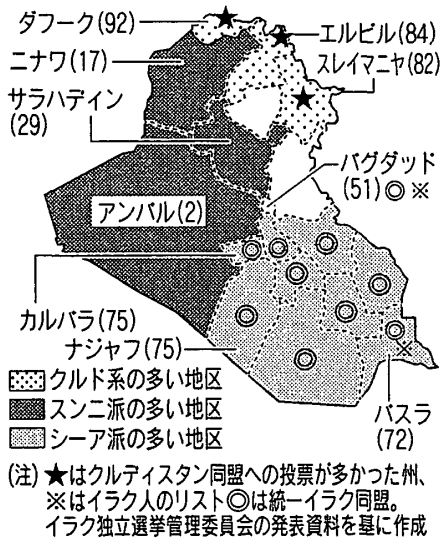 ダフーク(92)
エルビル(84)
ニナワ(17)
スレイマニヤ(82)
サラハディン
(29)
バグダッド
(51)◎※
アンバル(2)
カルバラ(75)
ナジャフ(75)
バスラ
(72)
クルド系の多い地区
スンニ派の多い地区
シーア派の多い地区
(注)★はクルディスタン同盟への投票が多かった州、
※はイラク人のリスト◎は統一イラク同盟。
イラク独立選挙管理委員会の発表資料を基に作成